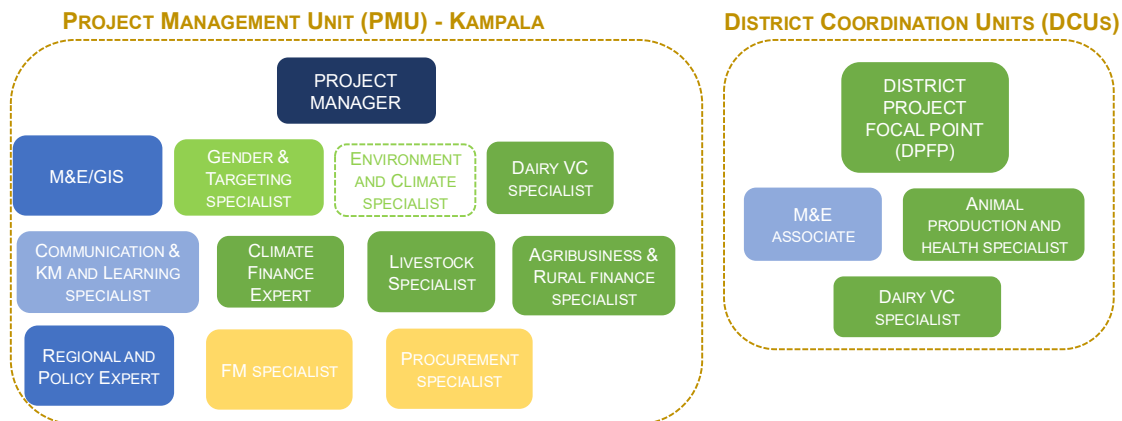 PROJECT MANAGEMENT UNIT (PMU) - KAMPALA
PROJECT
MANAGER
M&E/GIS
GENDER &
TARGETING
SPECIALIST
ENVIRONMENT
AND CLIMATE
SPECIALIST
DAIRY VC
SPECIALIST
COMMUNICATION &
KM AND LEARNING
SPECIALIST
CLIMATE
FINANCE
EXPERT
LIVESTOCK
SPECIALIST
AGRIBUSINESS &
RURAL FINANCE
SPECIALIST
REGIONAL AND
POLICY EXPERT
FM SPECIALIST
PROCUREMENT
SPECIALIST
DISTRICT COORDINATION UNITS (DCUS)
DISTRICT
PROJECT
FOCAL POINT
(DPFP)
M&E
ASSOCIATE
ANIMAL
PRODUCTION AND
HEALTH SPECIALIST
DAIRY VC
SPECIALIST